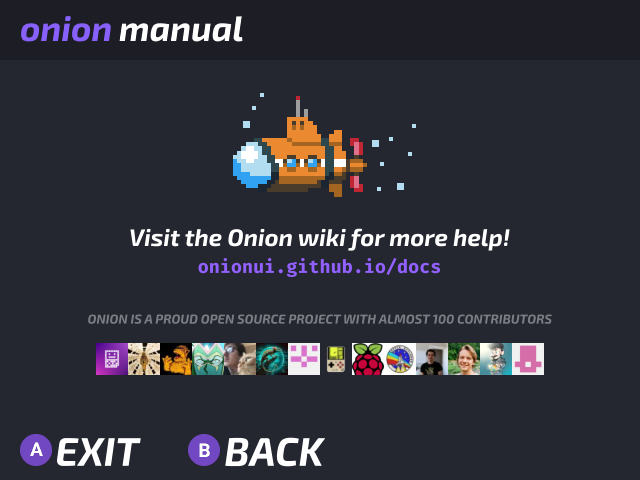 onion manual
Visit the Onion wiki for more help!
onionui.github.io/docs
ONION IS A PROUD OPEN SOURCE PROJECT WITH ALMOST 100 CONTRIBUTORS
A EXIT B BACK